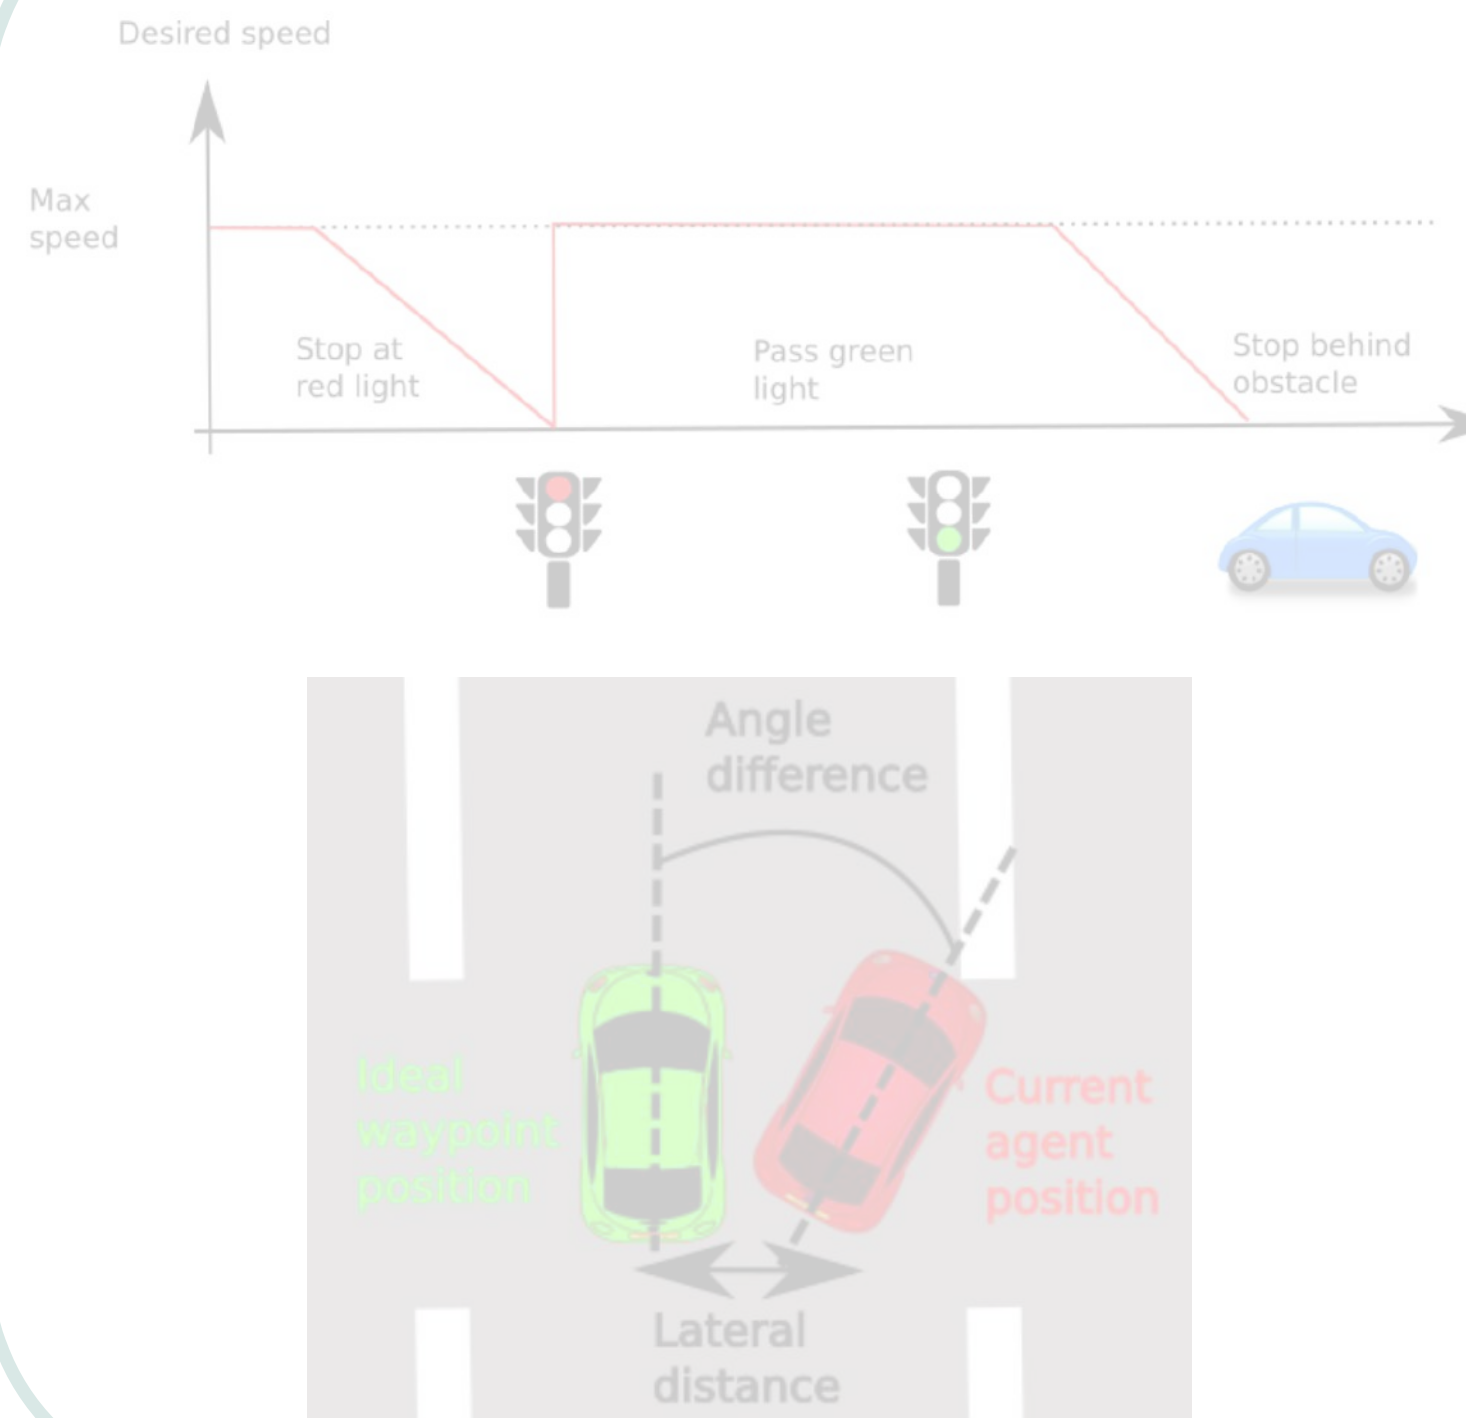 Desired speed
Max
speed
Stop at
red light
Pass green
light
Stop behind
obstacle
Angle
difference
Ideal
waypoint
position
Current
agent
position
Lateral
distance